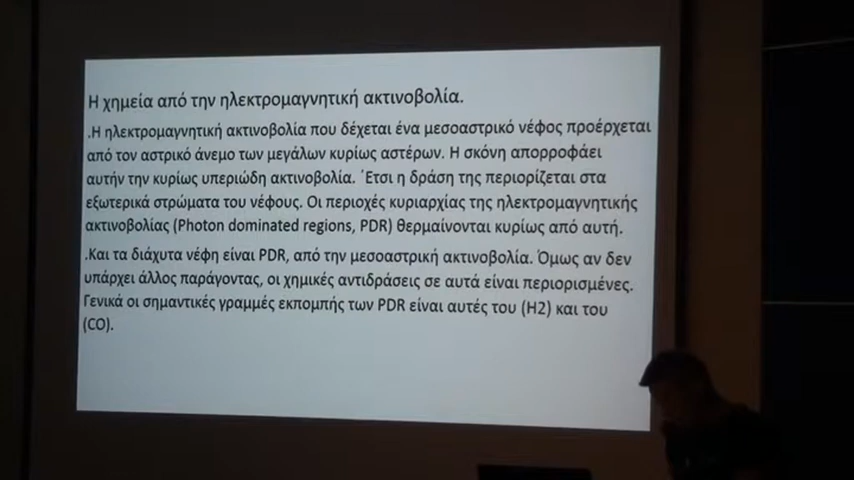 Η χημεία από την ηλεκτρομαγνητική ακτινοβολία.
.Η ηλεκτρομαγνητική ακτινοβολία που δέχεται ένα μεσοαστρικό νέφος προέρχεται
από τον αστρικό άνεμο των μεγάλων κυρίως αστέρων. Η σκόνη απορροφάει
αυτήν την κυρίως υπεριώδη ακτινοβολία. ΄Ετσι η δράση της περιορίζεται στα
εξωτερικά στρώματα του νέφους. Οι περιοχές κυριαρχίας της ηλεκτρομαγνητικής
ακτινοβολίας (Photon dominated regions, PDR) θερμαίνονται κυρίως από αυτή.
.Και τα διάχυτα νέφη είναι PDR, από την μεσοαστρική ακτινοβολία. Όμως αν δεν
υπάρχει άλλος παράγοντας, οι χημικές αντιδράσεις σε αυτά είναι περιορισμένες.
Γενικά οι σημαντικές γραμμές εκπομπής των PDR είναι αυτές του (H2) και του
(CO).